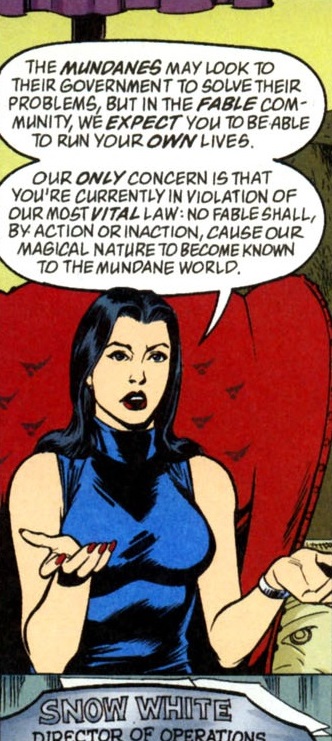 THE MUNDANES MAY LOOK TO
THEIR GOVERNMENT TO SOLVE THEIR
PROBLEMS, BUT IN THE FABLE COM-
MUNITY, WE EXPECT YOU TO BE ABLE
TO RUN YOUR OWN LIVES.
OUR ONLY CONCERN IS THAT
YOU'RE CURRENTLY IN VIOLATION OF
OUR MOST VITAL LAW: NO FABLE SHALL,
BY ACTION OR INACTION, CAUSE OUR
MAGICAL NATURE TO BECOME KNOWN
TO THE MUNDANE WORLD.
SNOW WHITE
DIRECTOR OF OPERATIONS